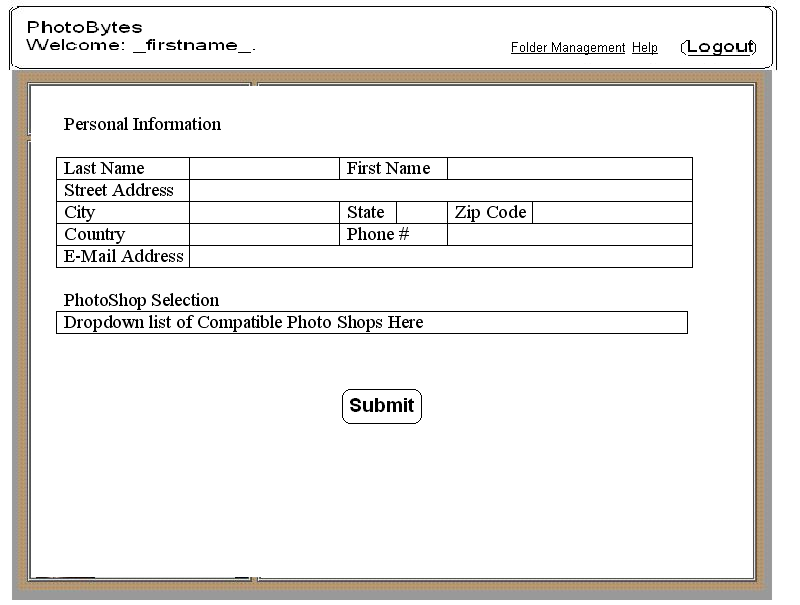 PhotoBytes
Welcome: _firstname_.
Folder Management Help Logout
Personal Information
Last Name First Name
Street Address
City State Zip Code
Country Phone #
E-Mail Address
PhotoShop Selection
Dropdown list of Compatible Photo Shops Here
Submit